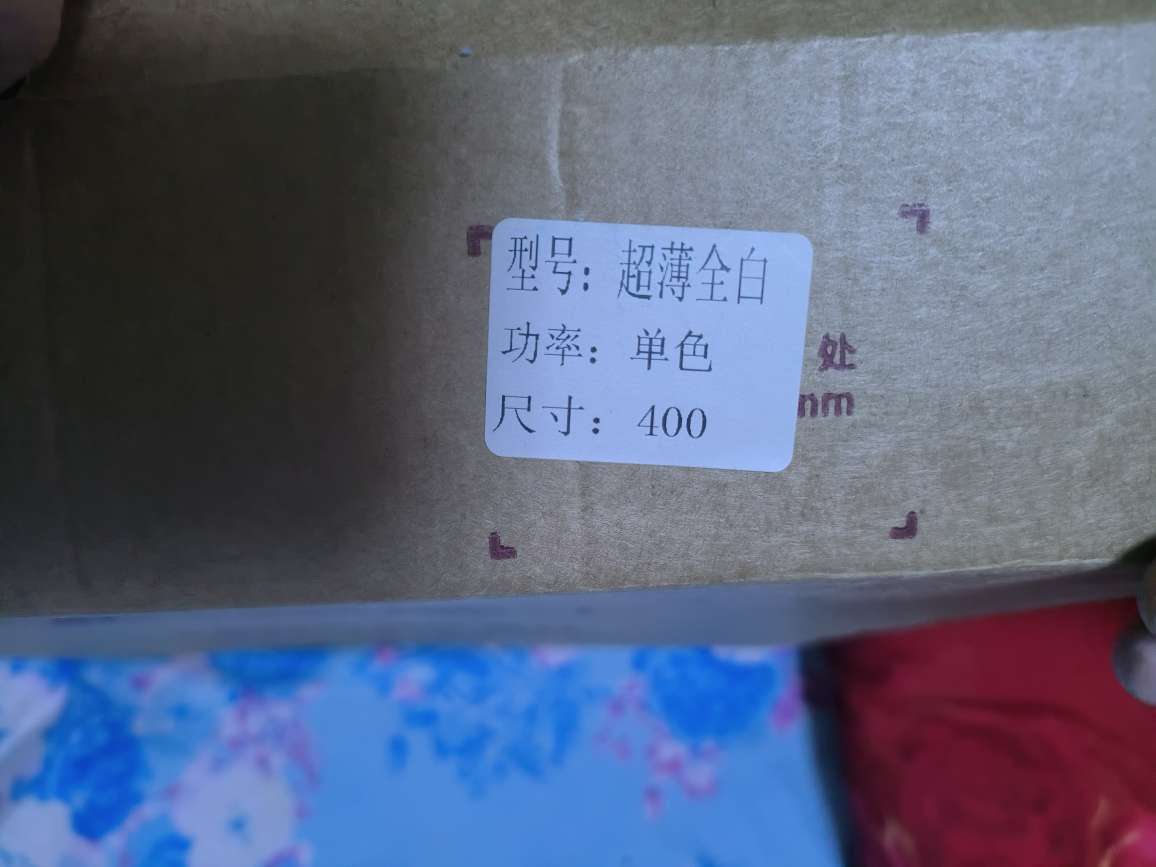 型号: 超薄全白
功率: 单色
处
尺寸: 400
mm